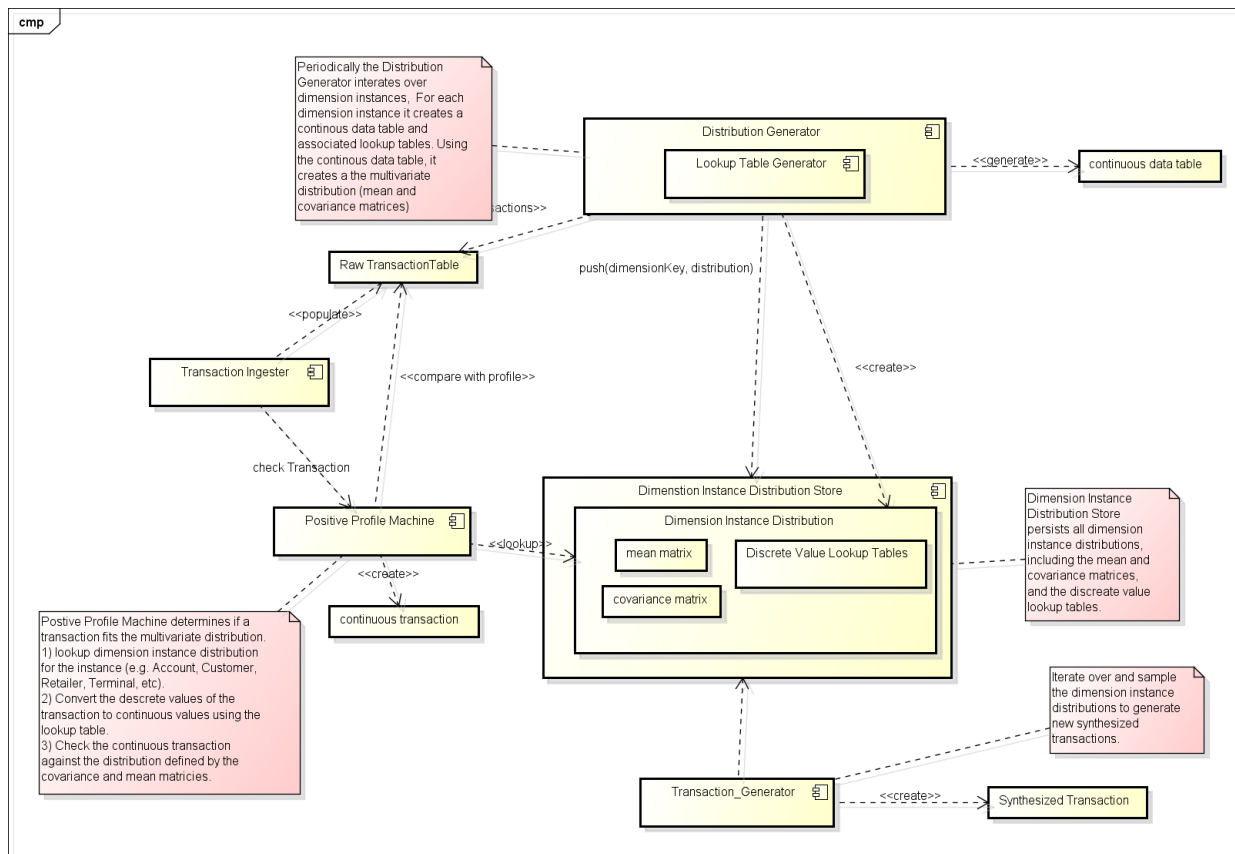 cmp
Periodically the Distribution
Generator interates over
dimension instances,  For each
dimension instance it creates a
continous data table and
associated lookup tables. Using
the continous data table, it
creates a the multivariate
distribution (mean and
covariance matrices)
Distribution Generator
Lookup Table Generator
<<generate>>
continuous data table
sactions>>
Raw TransactionTable
push(dimensionKey, distribution)
<<populate>>
Transaction Ingester
<<compare with profile>>
<<create>>
check Transaction
Positive Profile Machine
<<lookup>>
<<create>>
continuous transaction
Dimenstion Instance Distribution Store
Dimension Instance Distribution
mean matrix
Discrete Value Lookup Tables
covariance matrix
Dimension Instance
Distribution Store
persists all dimension
instance distributions,
including the mean and
covariance matrices,
and the discreate value
lookup tables.
Postive Profile Machine determines if a
transaction fits the multivariate distribution.
1) lookup dimension instance distribution
for the instance (e.g. Account, Customer,
Retailer, Terminal, etc).
2) Convert the descrete values of the
transaction to continuous values using the
lookup table.
3) Check the continuous transaction
against the distribution defined by the
covariance and mean matricies.
Iterate over and sample
the dimension instance
distributions to generate
new synthesized
transactions.
Transaction_Generator
<<create>>
Synthesized Transaction